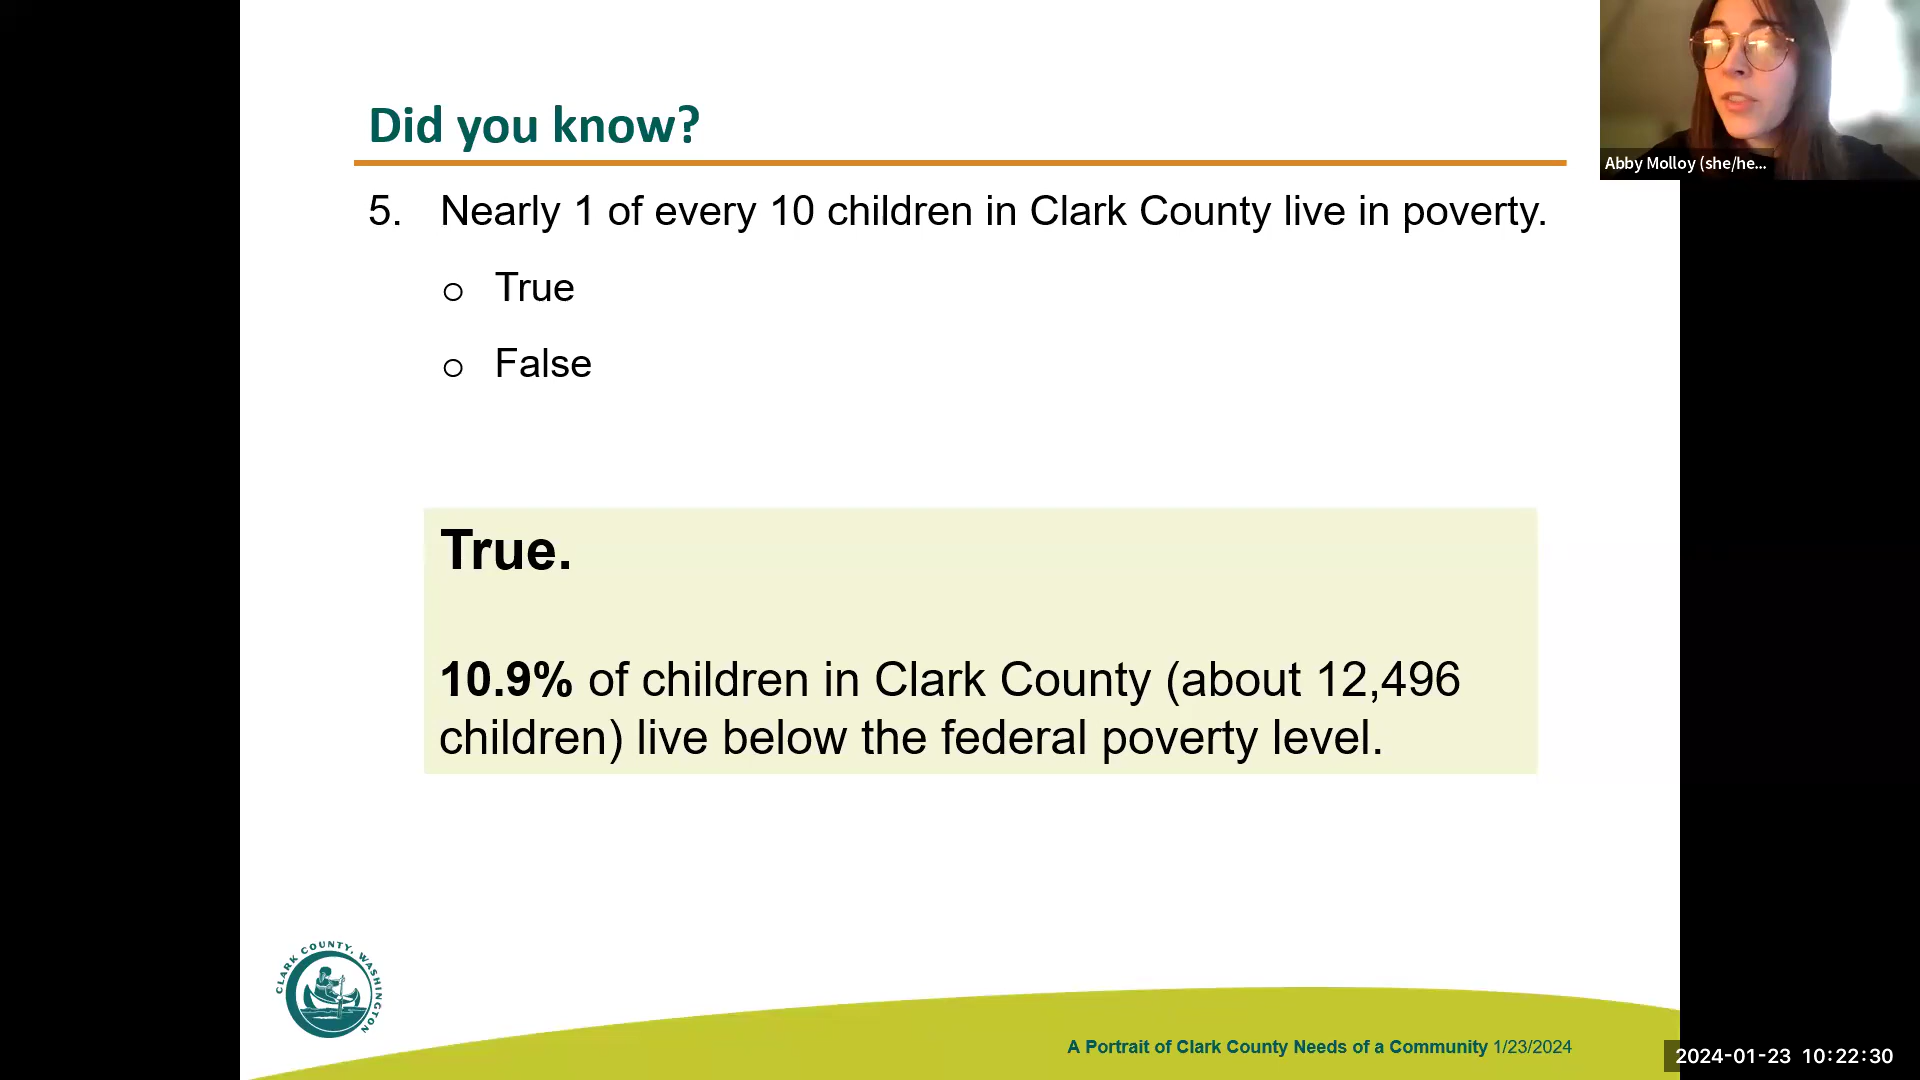 Did you know?
Abby Molloy (she/he...
5. Nearly 1 of every 10 children in Clark County live in poverty.
o True
o False
True.
10.9% of children in Clark County (about 12,496
children) live below the federal poverty level.
CLARK COUNTY, WASHINGTON
A Portrait of Clark County Needs of a Community 1/23/2024
2024-01-23 10:22:30